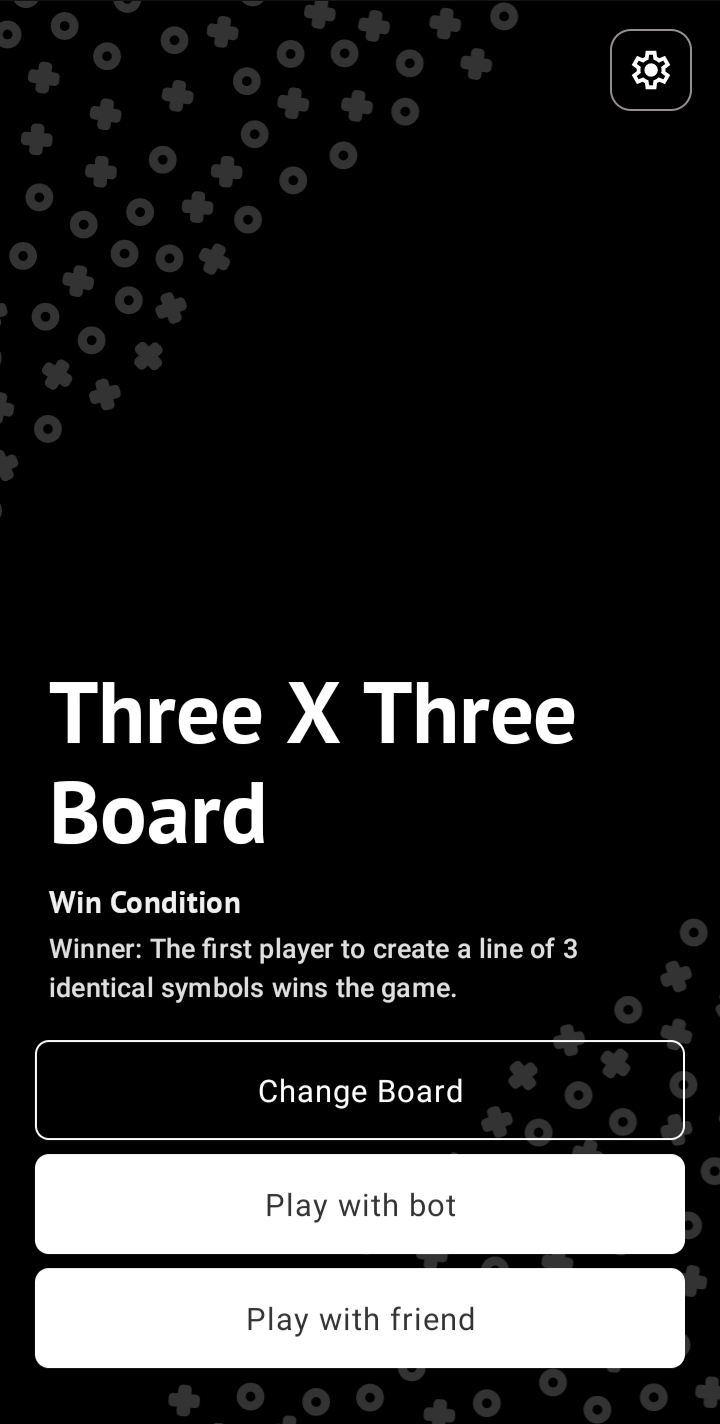 Three X Three
Board
Win Condition
Winner: The first player to create a line of 3
identical symbols wins the game.
Change Board
Play with bot
Play with friend